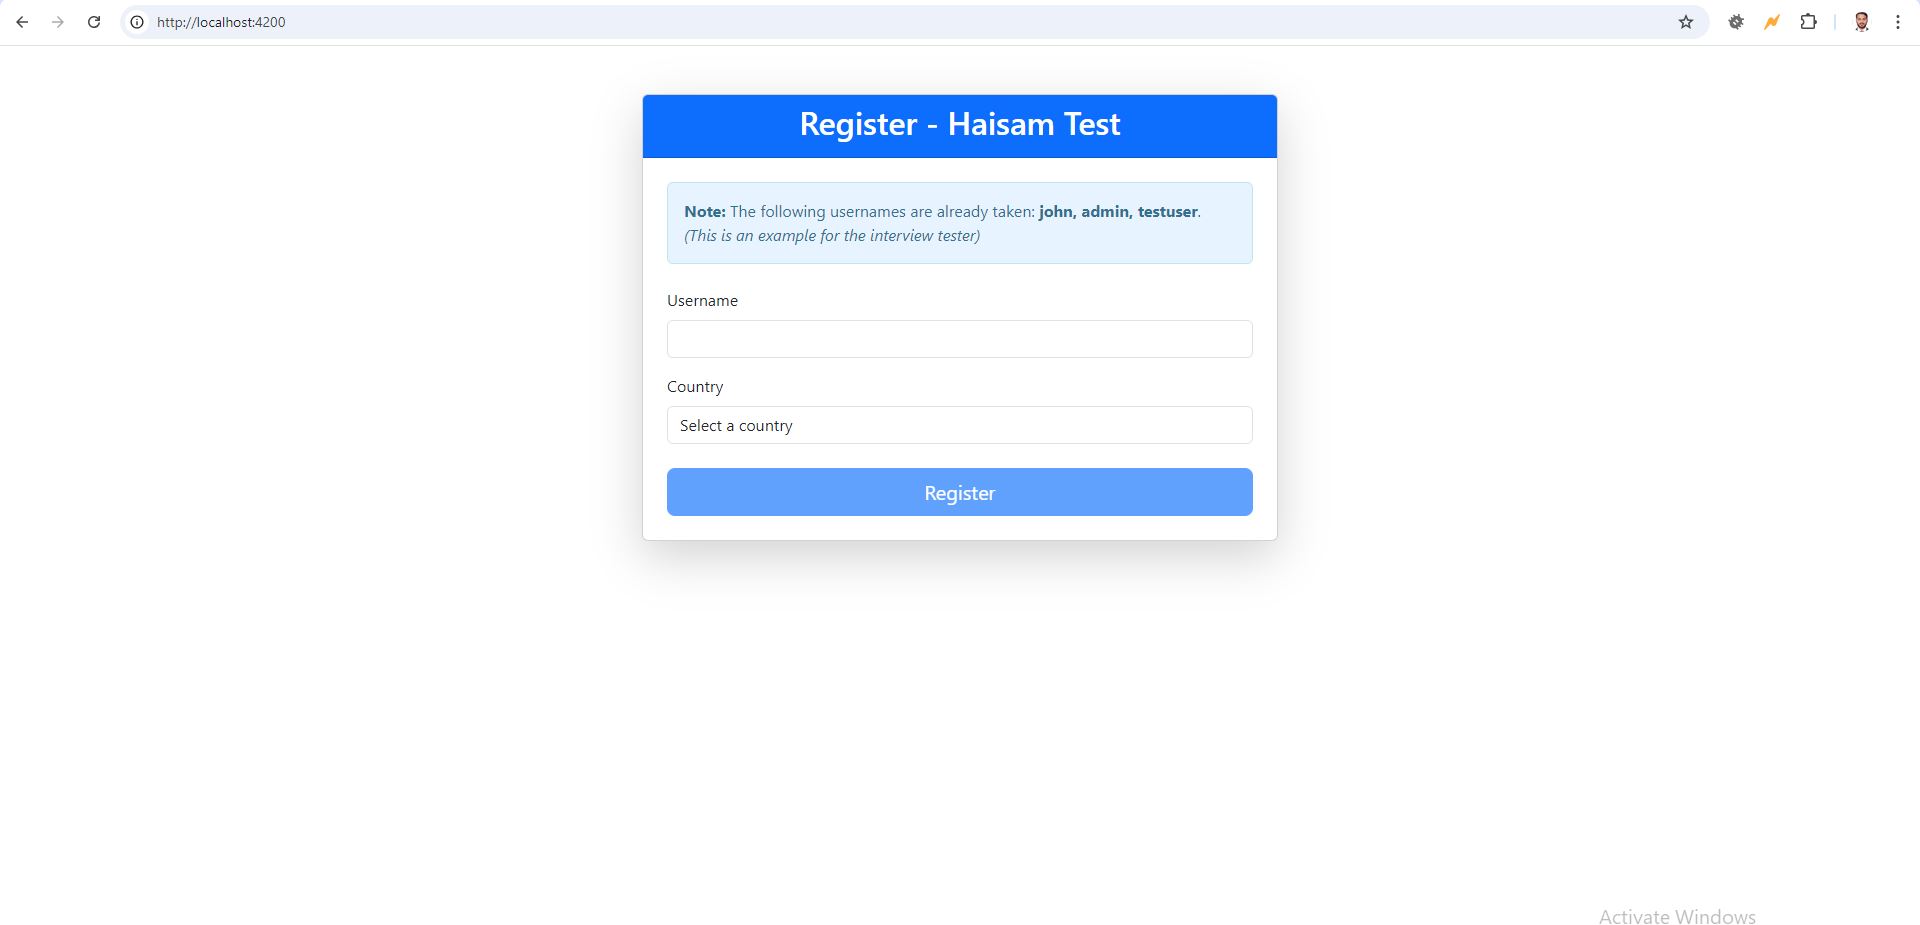 http://localhost:4200
Register - Haisam Test
Note: The following usernames are already taken: john, admin, testuser.
(This is an example for the interview tester)
Username
Country
Select a country
Register
Activate Windows